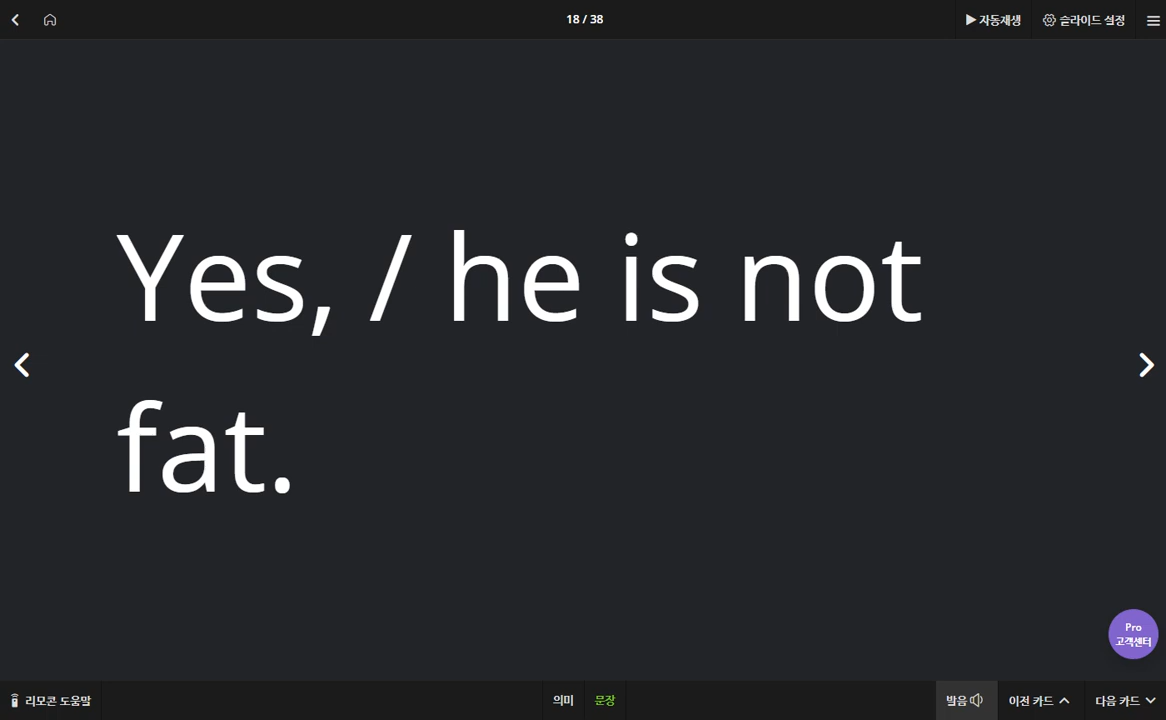 18 / 38
자동재생
슬라이드 설정
Yes, / he is not
fat.
Pro
고객센터
리모콘 도움말
의미
문장
발음
이전 카드
다음 카드